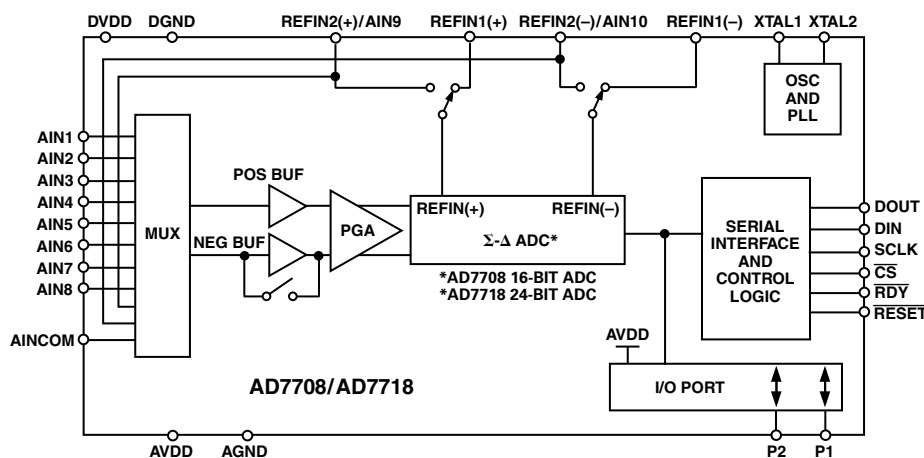 DVDD DGND REFIN2(+)/AIN9 REFIN1(+) REFIN2(–)/AIN10 REFIN1(–) XTAL1 XTAL2
OSC
AND
PLL
AIN1
AIN2
AIN3
AIN4
AIN5
AIN6
AIN7
AIN8
AINCOM
MUX
POS BUF
NEG BUF
PGA
REFIN(+) REFIN(–)
Σ-Δ ADC*
*AD7708 16-BIT ADC
*AD7718 24-BIT ADC
SERIAL
INTERFACE
AND
CONTROL
LOGIC
DOUT
DIN
SCLK
CS
RDY
RESET
AVDD
I/O PORT
AD7708/AD7718
AVDD AGND P2 P1